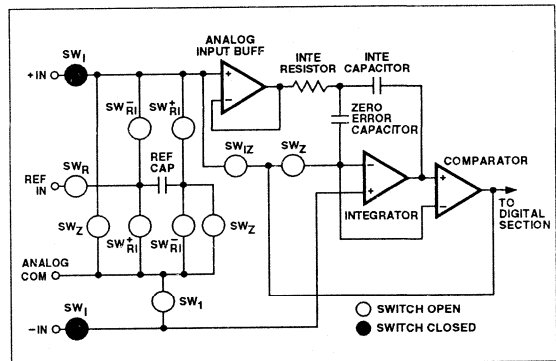 SWI
+IN
ANALOG
INPUT BUFF
INTE
RESISTOR
INTE
CAPACITOR
SW−RI
SW+RI
ZERO
ERROR
CAPACITOR
REF
IN
SWR
REF
CAP
SWIZ
SWZ
COMPARATOR
INTEGRATOR
TO
DIGITAL
SECTION
SWZ
SW+RI
SW−RI
SWZ
ANALOG
COM
SW1
SWI
−IN
SWITCH OPEN
SWITCH CLOSED
+
−
−
+
+
−